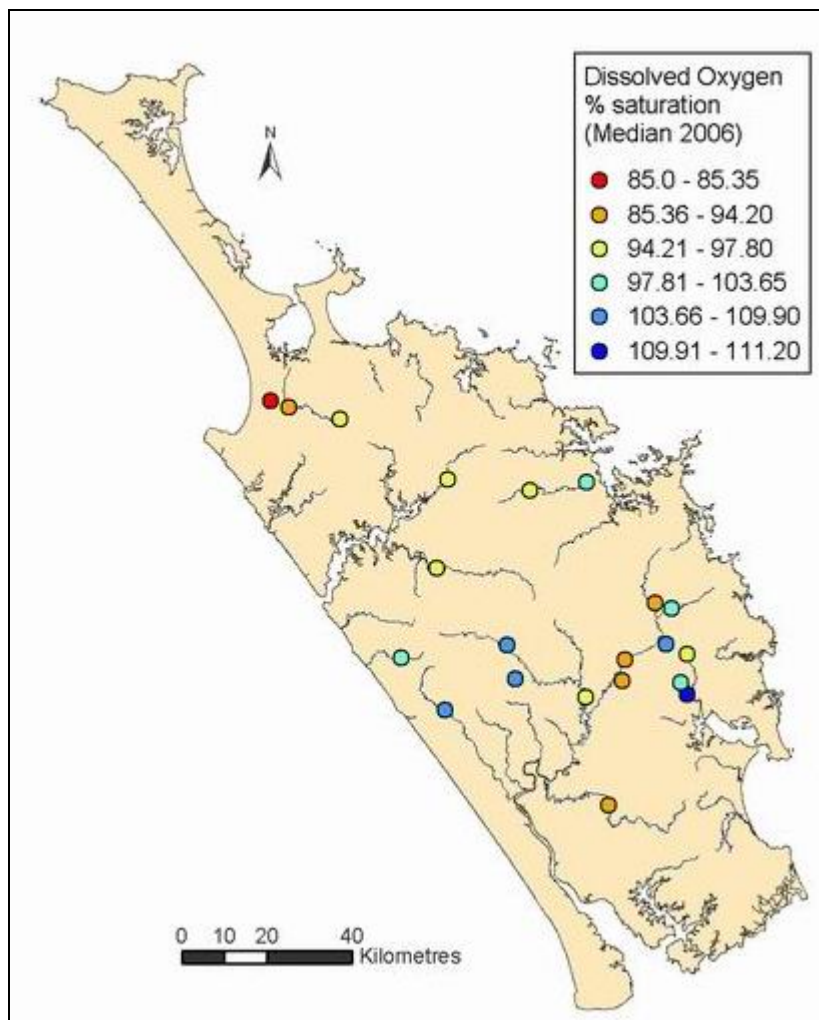 Dissolved Oxygen
% saturation
(Median 2006)
85.0 - 85.35
85.36 - 94.20
94.21 - 97.80
97.81 - 103.65
103.66 - 109.90
109.91 - 111.20
N
0 10 20 40
Kilometres